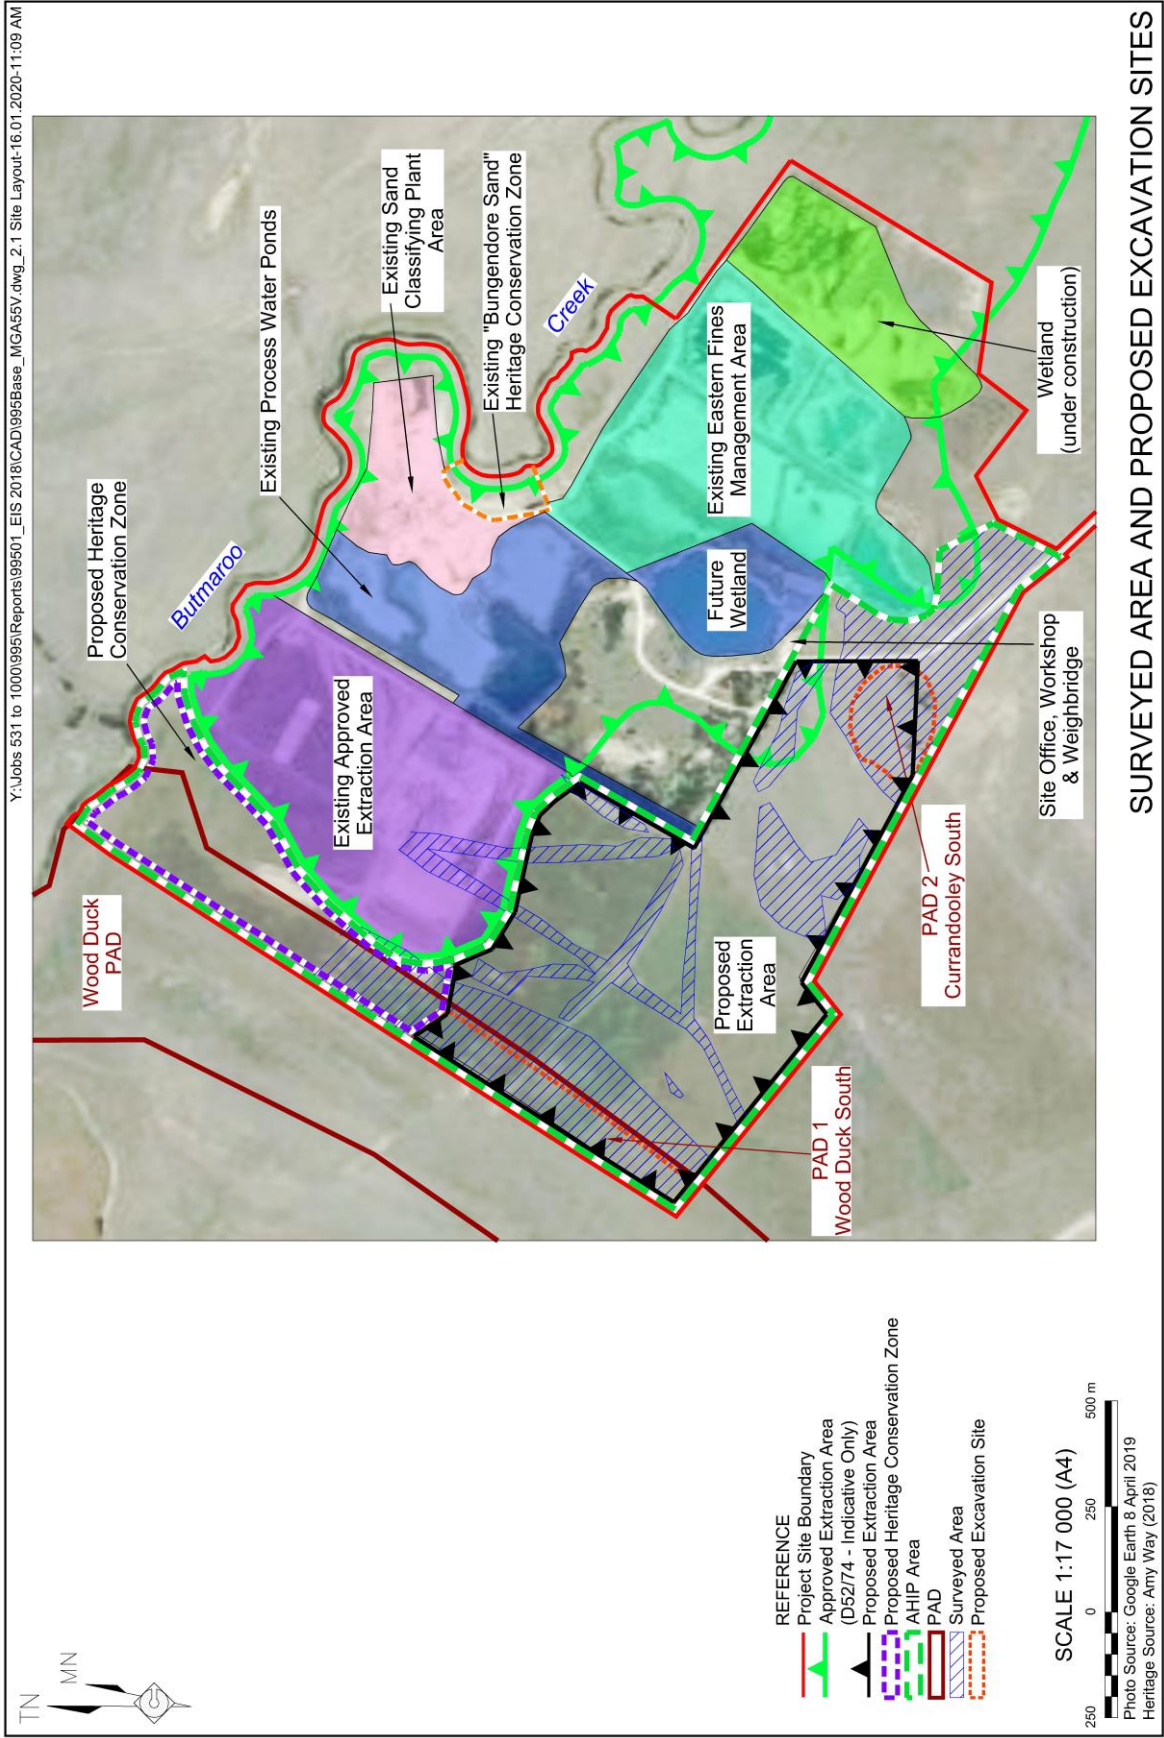 Y:\Jobs 531 to 1000\995\Reports\99501_EIS 2018\CAD\995Base_MGA55V.dwg_2.1 Site Layout-16.01.2020-11:09 AM
TN
MN
Wood Duck
PAD
Proposed Heritage
Conservation Zone
Butmaroo
Existing Process Water Ponds
Existing Sand
Classifying Plant
Area
Existing "Bungendore Sand"
Heritage Conservation Zone
Creek
Existing Approved
Extraction Area
Existing Eastern Fines
Management Area
Future
Wetland
Wetland
(under construction)
Proposed
Extraction
Area
PAD 1
Wood Duck South
PAD 2
Currandooley South
Site Office, Workshop
& Weighbridge
REFERENCE
Project Site Boundary
Approved Extraction Area
(D52/74 - Indicative Only)
Proposed Extraction Area
Proposed Heritage Conservation Zone
AHIP Area
PAD
Surveyed Area
Proposed Excavation Site
SCALE 1:17 000 (A4)
250 0 250 500 m
Photo Source: Google Earth 8 April 2019
Heritage Source: Amy Way (2018)
SURVEYED AREA AND PROPOSED EXCAVATION SITES